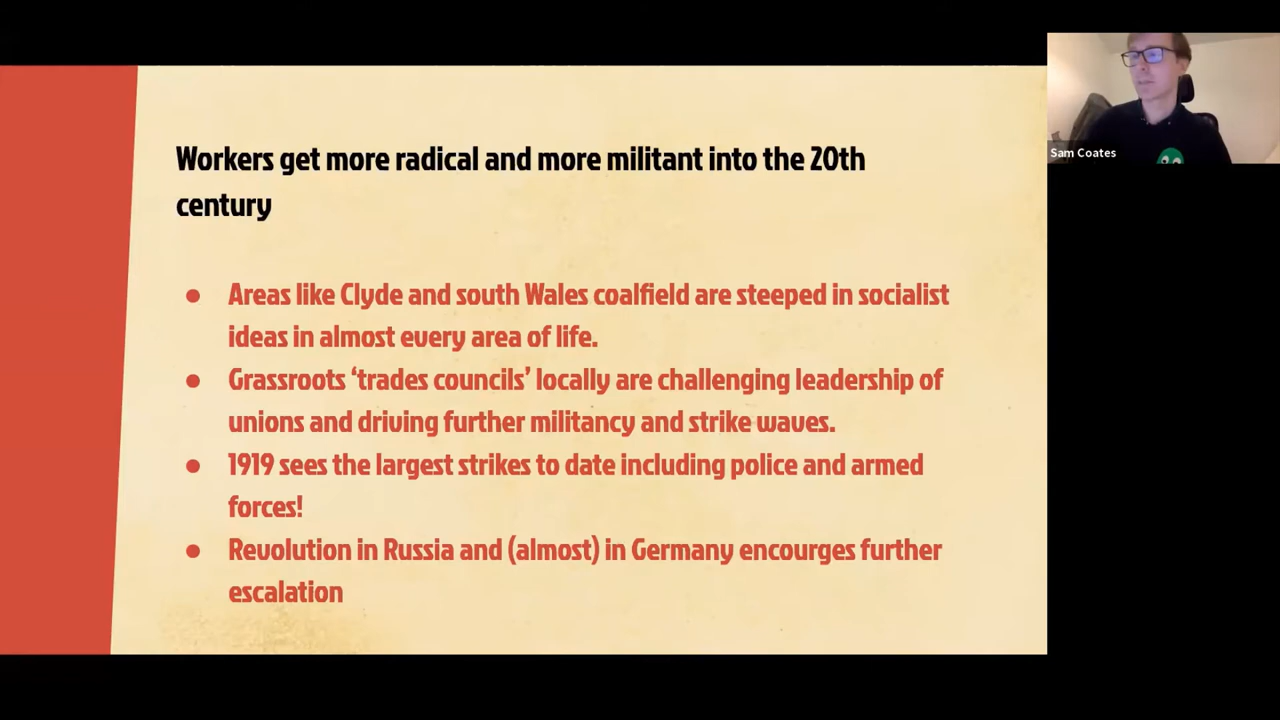 Workers get more radical and more militant into the 20th
century
● Areas like Clyde and south Wales coalfield are steeped in socialist
ideas in almost every area of life.
● Grassroots ‘trades councils’ locally are challenging leadership of
unions and driving further militancy and strike waves.
● 1919 sees the largest strikes to date including police and armed
forces!
● Revolution in Russia and (almost) in Germany encourges further
escalation
Sam Coates